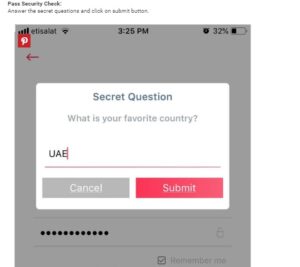 Pass Security Check:
Answer the secret questions and click on submit button.
etisalat 3:25 PM 32%
Secret Question
What is your favorite country?
UAE
Cancel Submit
Remember me